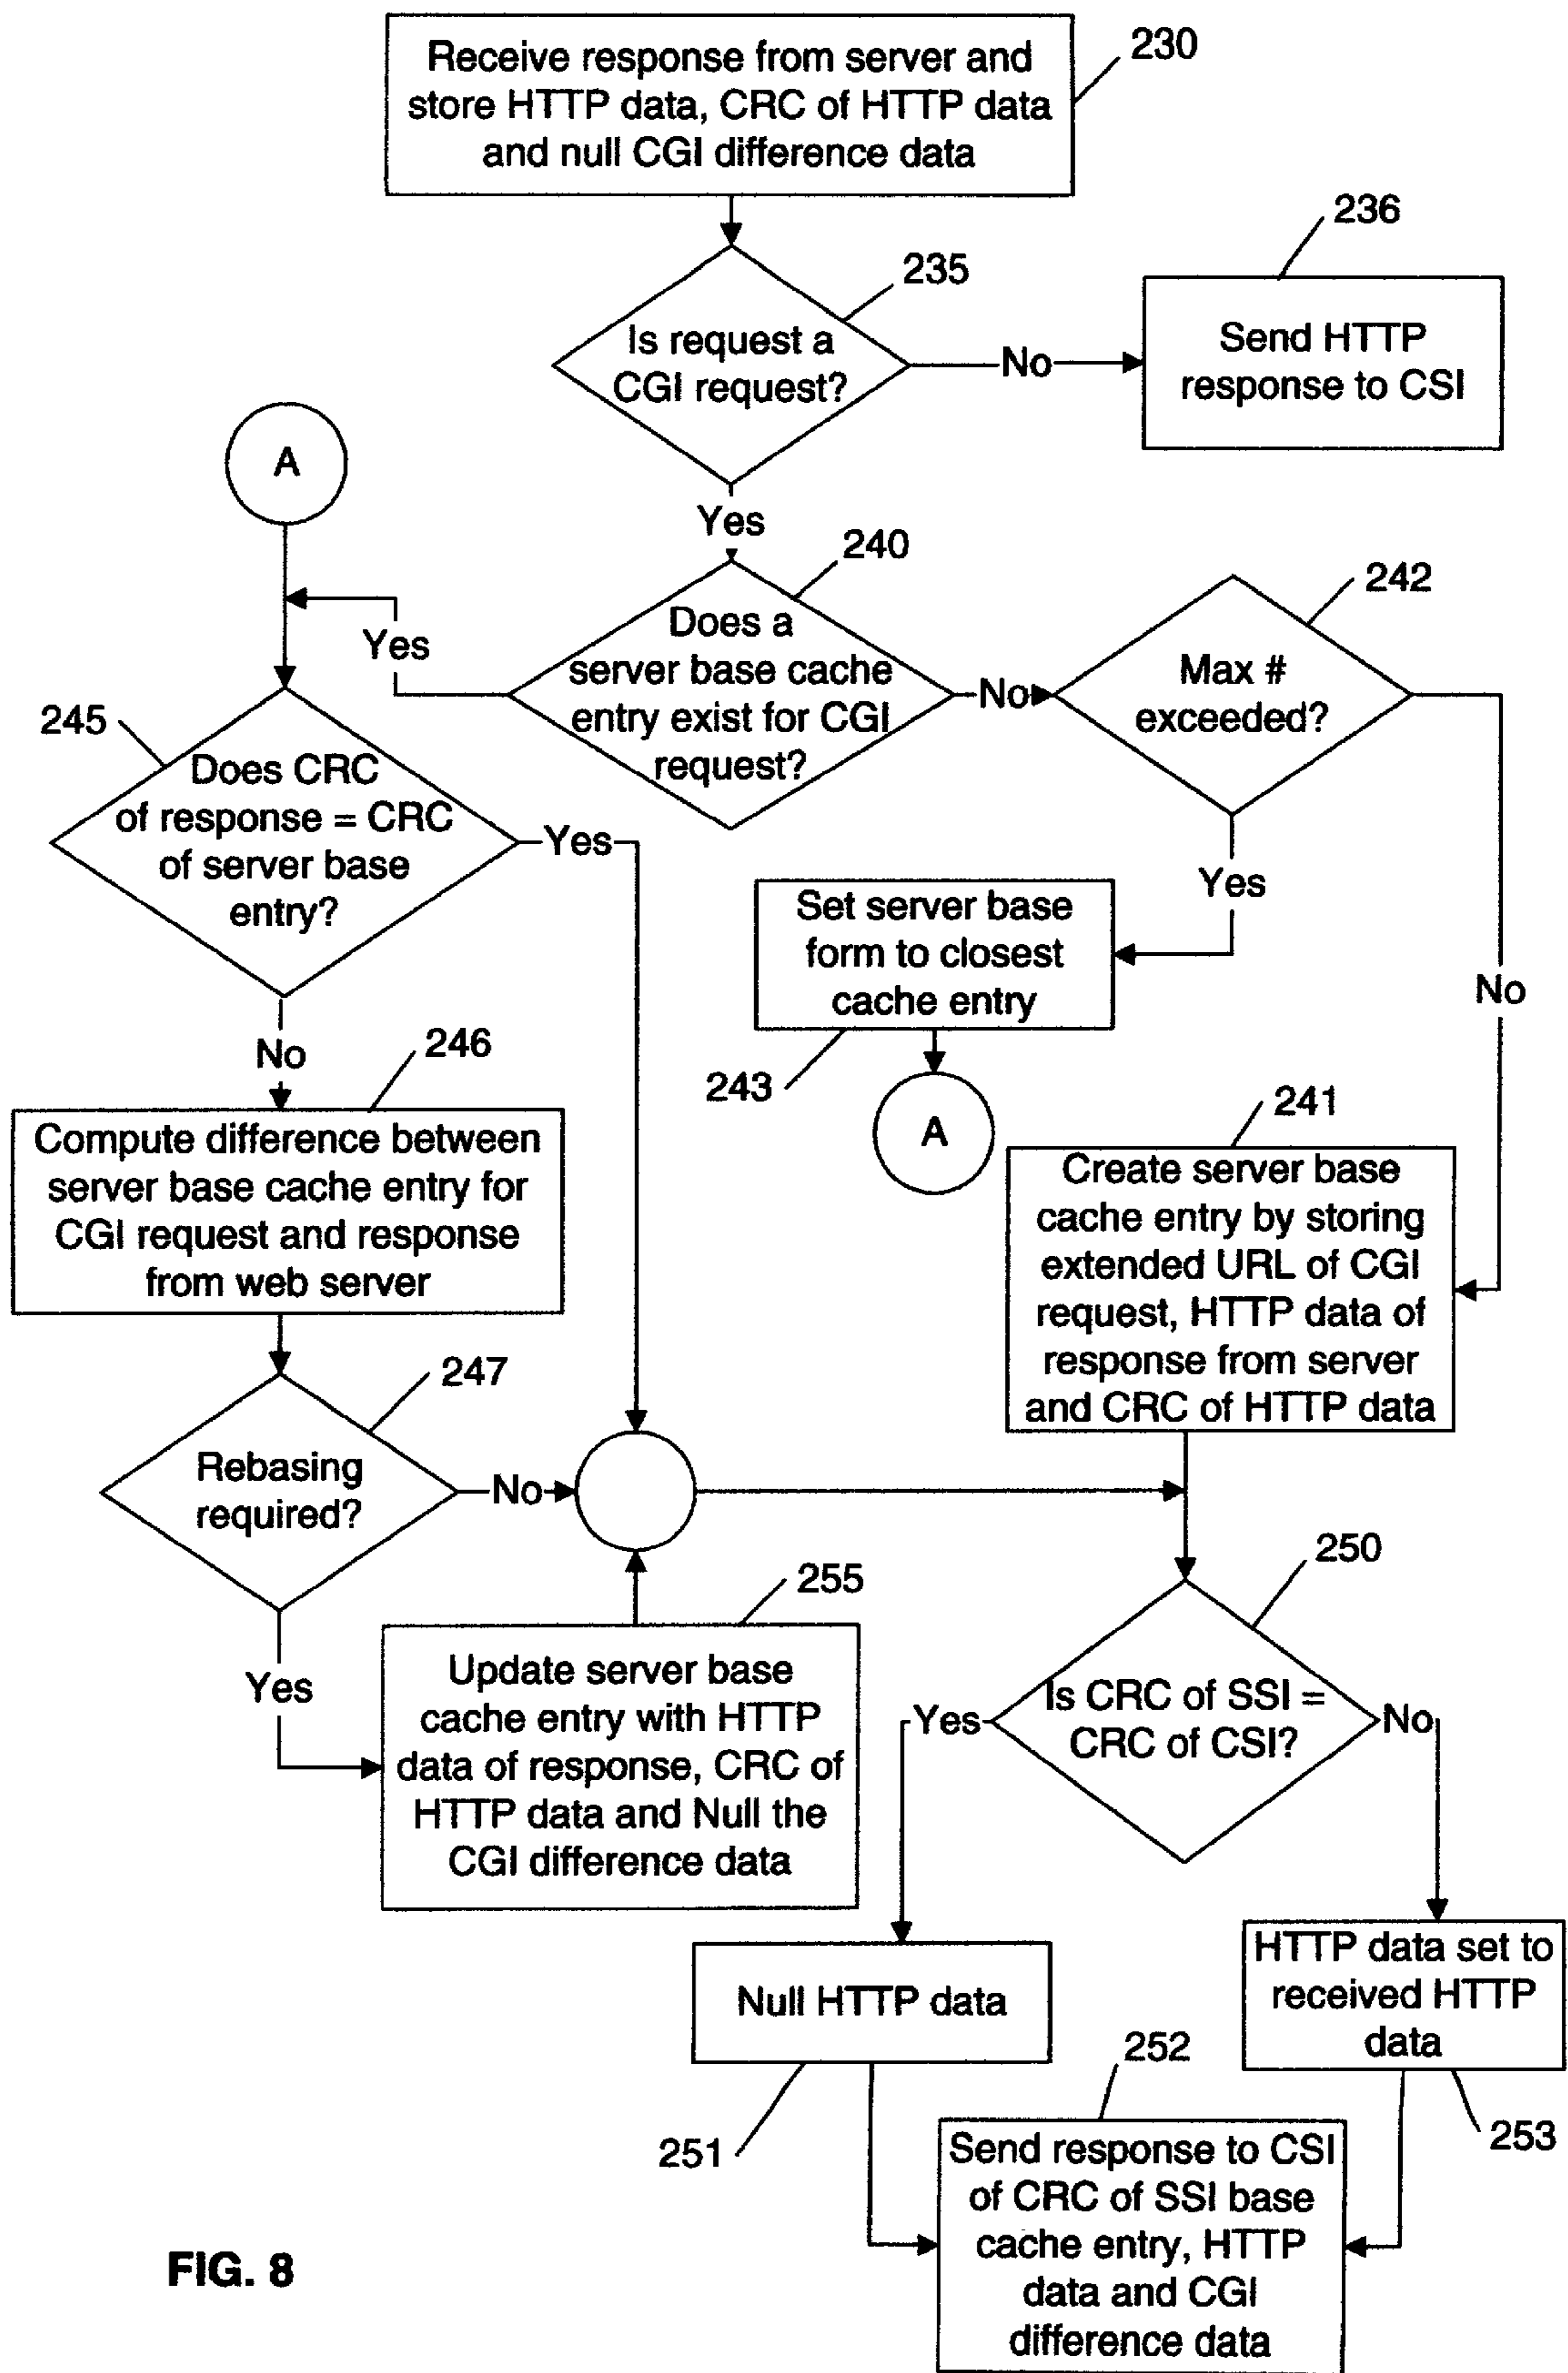 Receive response from server and
store HTTP data, CRC of HTTP data
and null CGI difference data
230
236
235
Is request a
CGI request?
No
Send HTTP
response to CSI
A
Yes
240
242
Does a
server base cache
entry exist for CGI
request?
Yes
No
Max #
exceeded?
245
Does CRC
of response = CRC
of server base
entry?
Yes
Yes
No
Set server base
form to closest
cache entry
No
246
243
A
241
Compute difference between
server base cache entry for
CGI request and response
from web server
Create server base
cache entry by storing
extended URL of CGI
request, HTTP data of
response from server
and CRC of HTTP data
247
Rebasing
required?
No
250
255
Yes
Update server base
cache entry with HTTP
data of response, CRC of
HTTP data and Null the
CGI difference data
Is CRC of SSI =
CRC of CSI?
Yes
No
Null HTTP data
HTTP data set to
received HTTP
data
252
251
253
Send response to CSI
of CRC of SSI base
cache entry, HTTP
data and CGI
difference data
FIG. 8